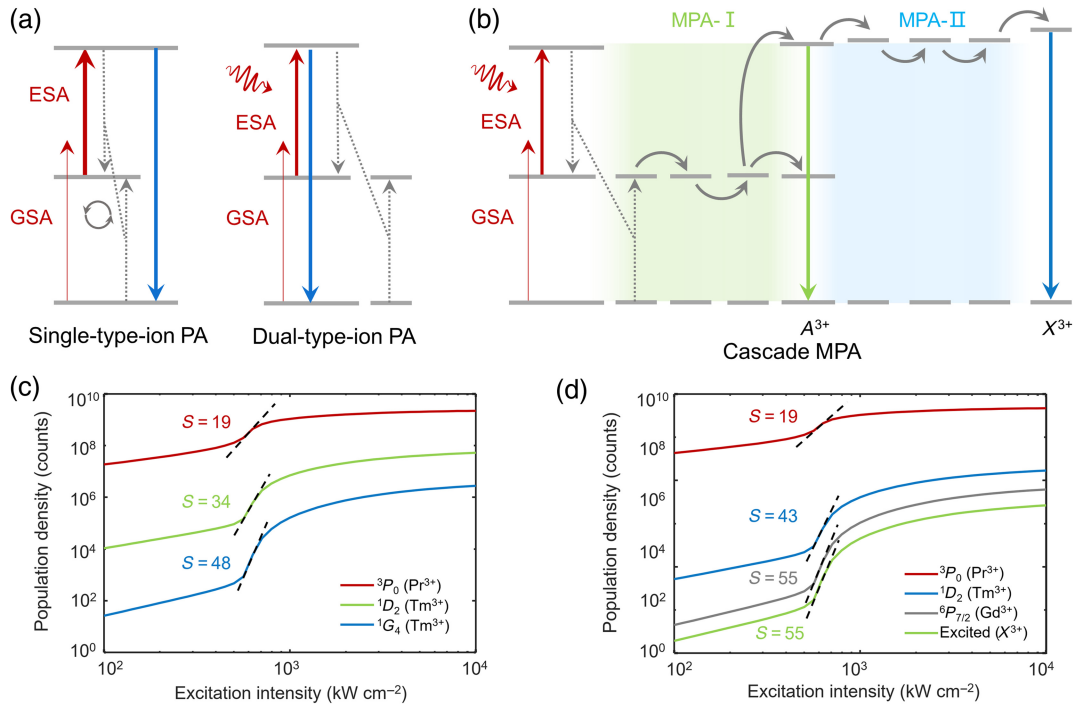 (a)
ESA
GSA
Single-type-ion PA
ESA
GSA
Dual-type-ion PA
(b)
MPA-Ⅰ
MPA-Ⅱ
ESA
GSA
A³⁺
X³⁺
Cascade MPA
(c)
Population density (counts)
10¹⁰
10⁸
10⁶
10⁴
10²
10⁰
S = 19
S = 34
S = 48
³P₀ (Pr³⁺)
¹D₂ (Tm³⁺)
¹G₄ (Tm³⁺)
10² 10³ 10⁴
Excitation intensity (kW cm⁻²)
(d)
Population density (counts)
10¹⁰
10⁸
10⁶
10⁴
10²
10⁰
S = 19
S = 43
S = 55
S = 55
³P₀ (Pr³⁺)
¹D₂ (Tm³⁺)
⁶P₇/₂ (Gd³⁺)
Excited (X³⁺)
10² 10³ 10⁴
Excitation intensity (kW cm⁻²)